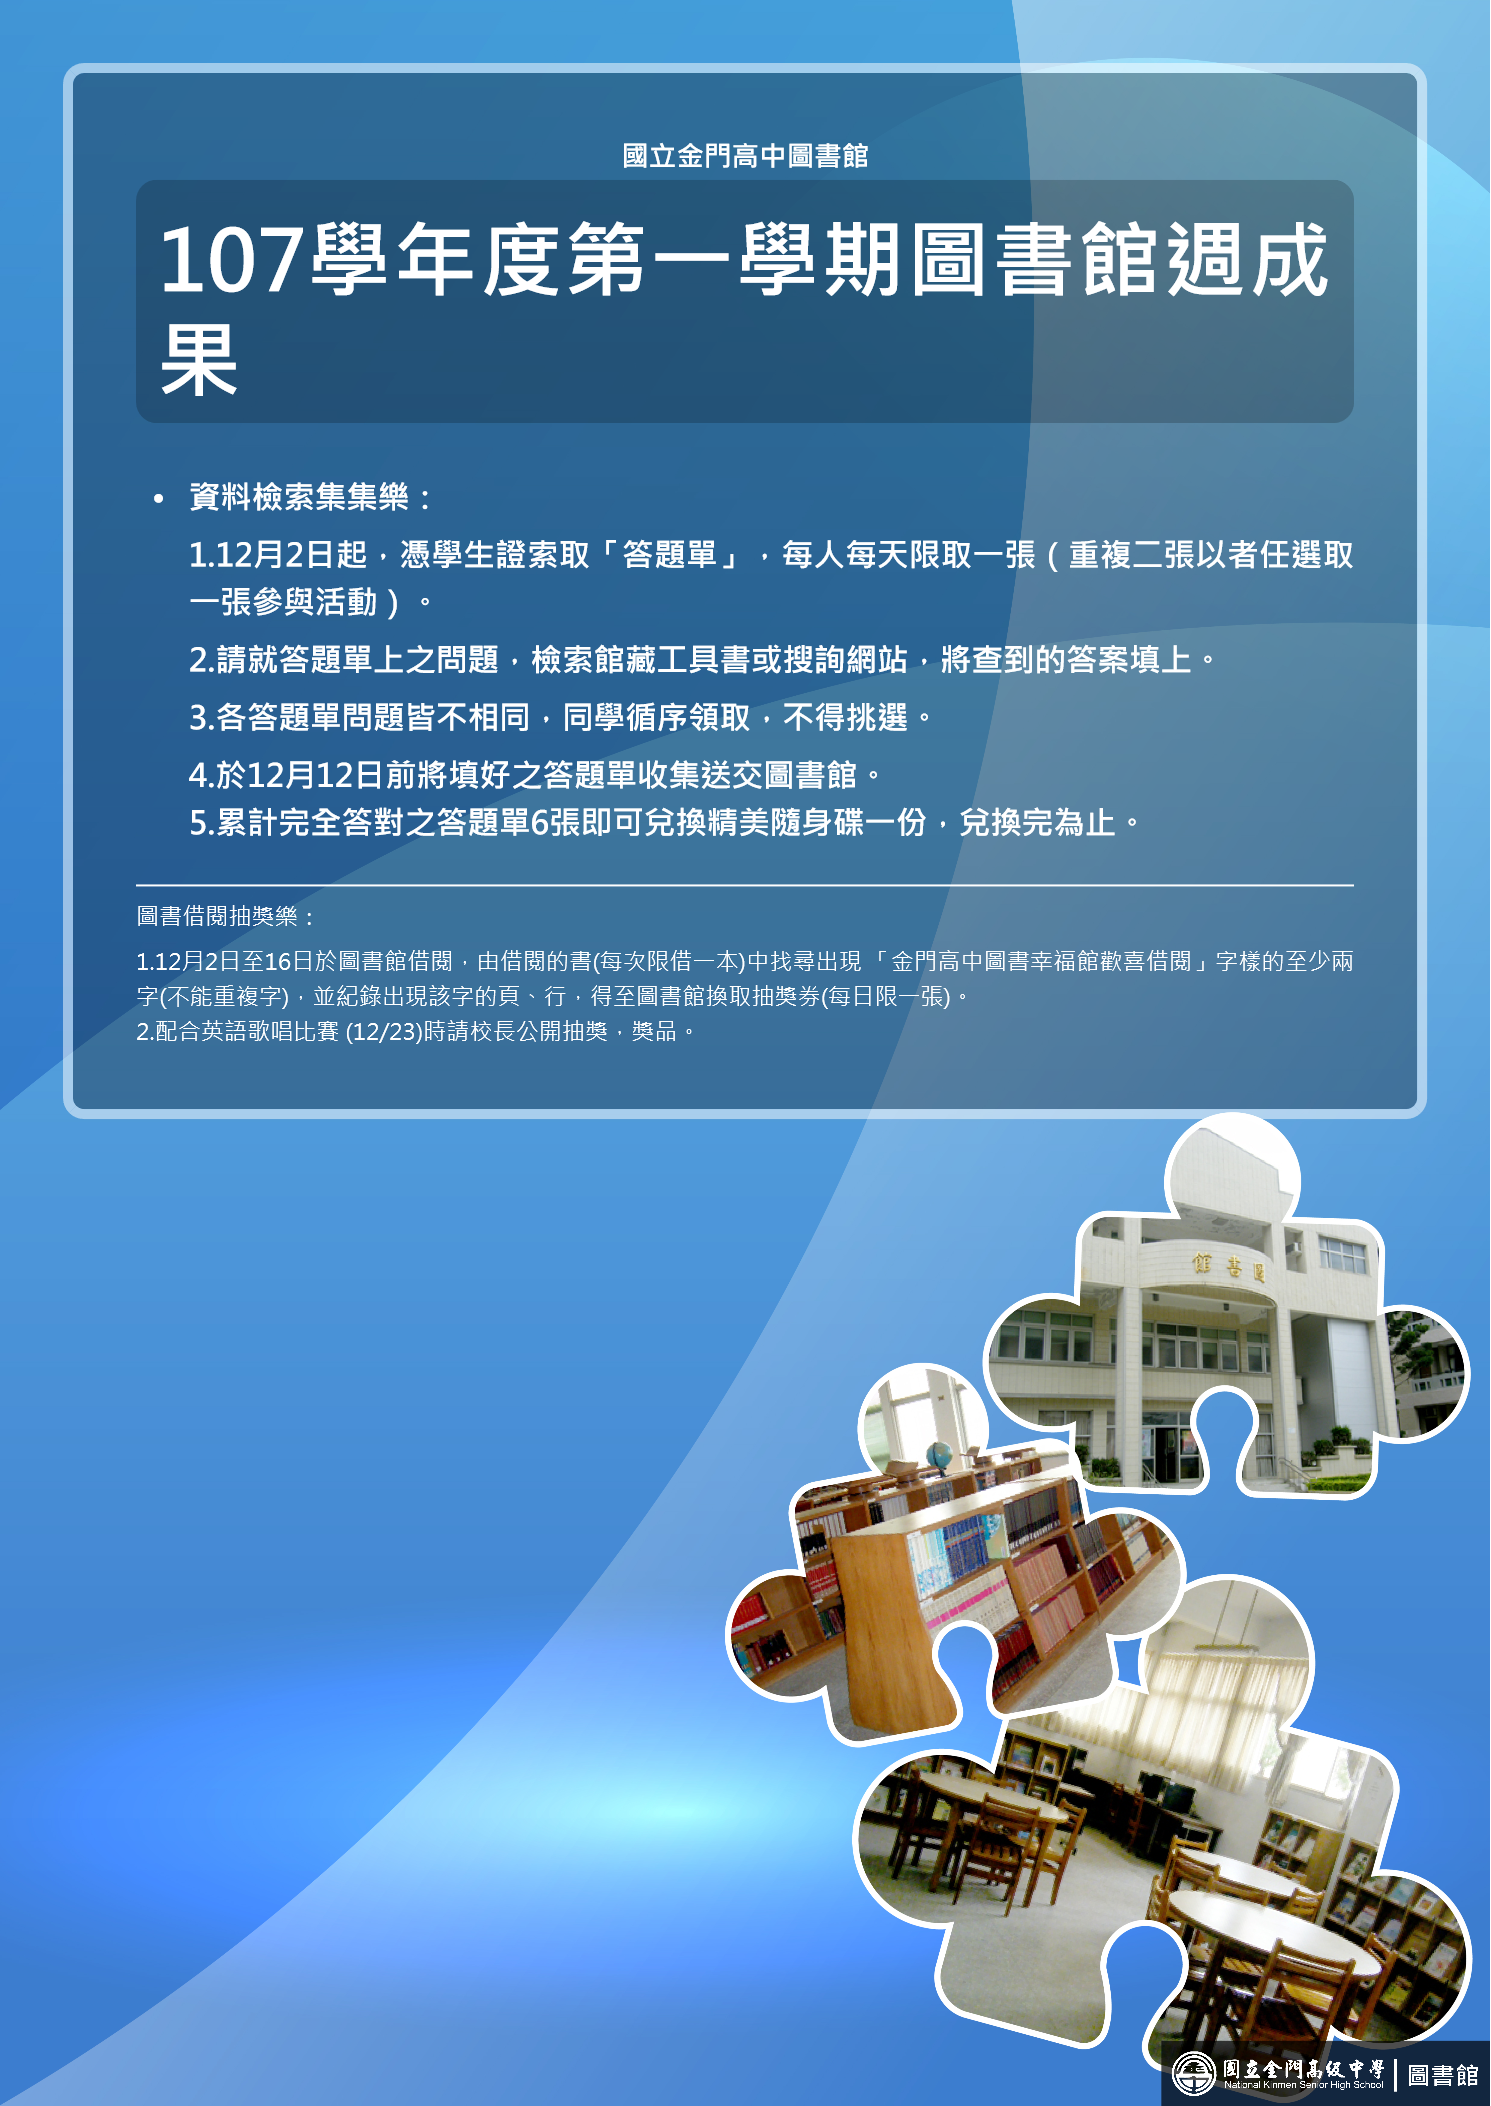 國立金門高中圖書館
107學年度第一學期圖書館週成
果
• 資料檢索集集樂：
1.12月2日起，憑學生證索取「答題單」，每人每天限取一張（重複二張以者任選取
一張參與活動）。
2.請就答題單上之問題，檢索館藏工具書或搜詢網站，將查到的答案填上。
3.各答題單問題皆不相同，同學循序領取，不得挑選。
4.於12月12日前將填好之答題單收集送交圖書館。
5.累計完全答對之答題單6張即可兌換精美隨身碟一份，兌換完為止。
圖書借閱抽獎樂：
1.12月2日至16日於圖書館借閱，由借閱的書(每次限借一本)中找尋出現「金門高中圖書幸福館歡喜借閱」字樣的至少兩
字(不能重複字)，並紀錄出現該字的頁、行，得至圖書館換取抽獎券(每日限一張)。
2.配合英語歌唱比賽 (12/23)時請校長公開抽獎，獎品。
館書圖
國立金門高級中學 | 圖書館
National Kinmen Senior High School